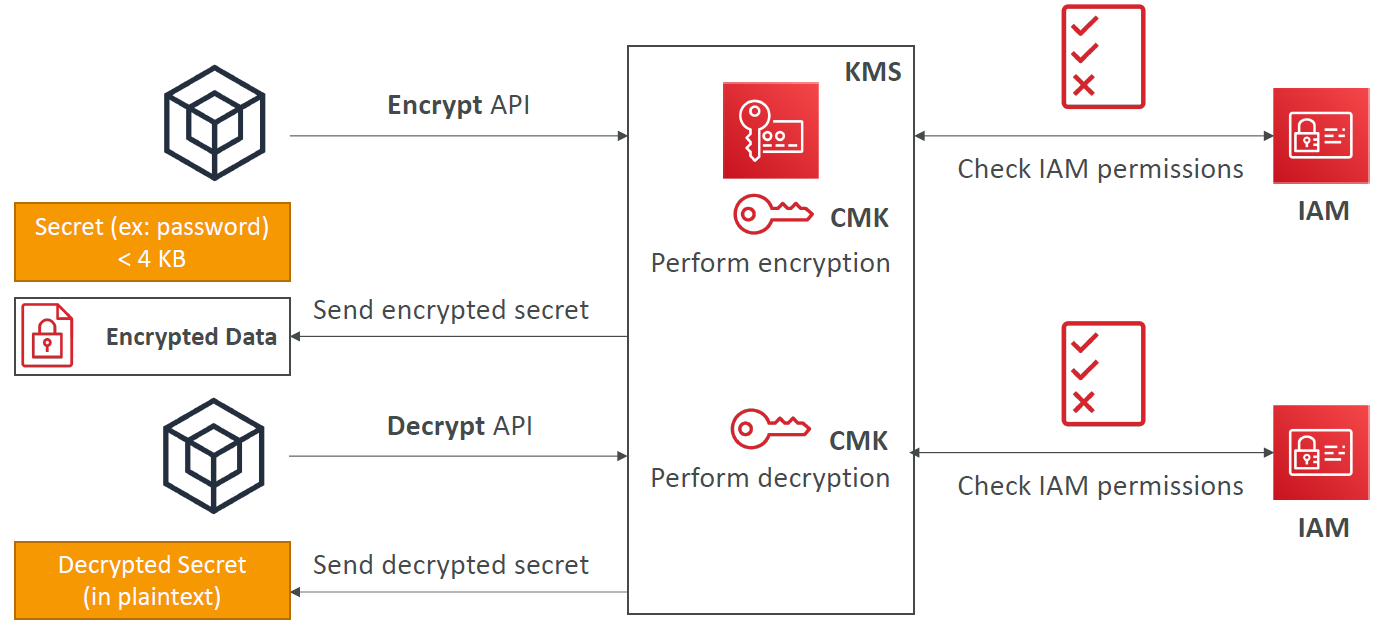 KMS
Encrypt API
Check IAM permissions
IAM
Secret (ex: password)
< 4 KB
CMK
Perform encryption
Send encrypted secret
Encrypted Data
Decrypt API
CMK
Perform decryption
Check IAM permissions
IAM
Decrypted Secret
(in plaintext)
Send decrypted secret